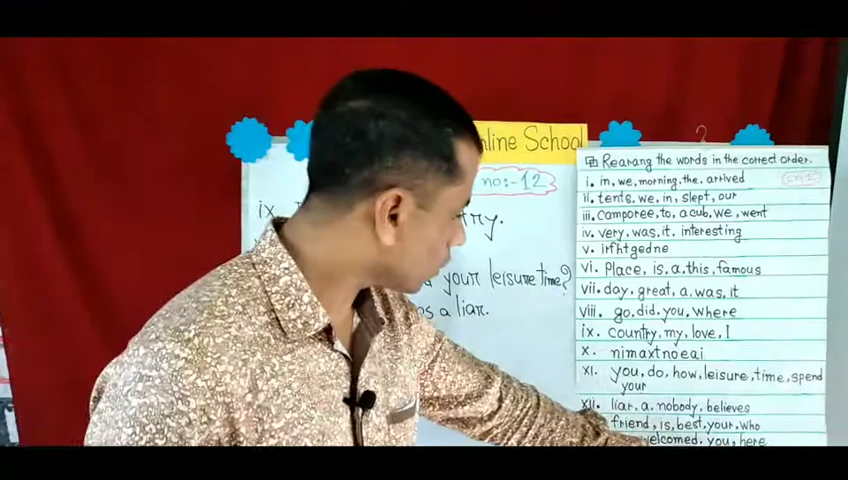 nline School
no:-12
ix.
try.
your leisure time?
s a liar.
Rearang the words in the correct order.
i. in, we, morning, the, arrived
ii. tents, we, in, slept, our
iii. camporee, to, a cub, we, went
iv. very, was, it, interesting
v. irfhtgedne
vi. Place, is, a, this, famous
vii. day, great, a, was, it
viii. go, did, you, where
ix. country, my, love, I
x. nimaxtnoeai
xi. you, do, how, leisure, time, spend
your
xii. liar, a, nobody, believes
friend, is, best, your, who
welcomed, you, here